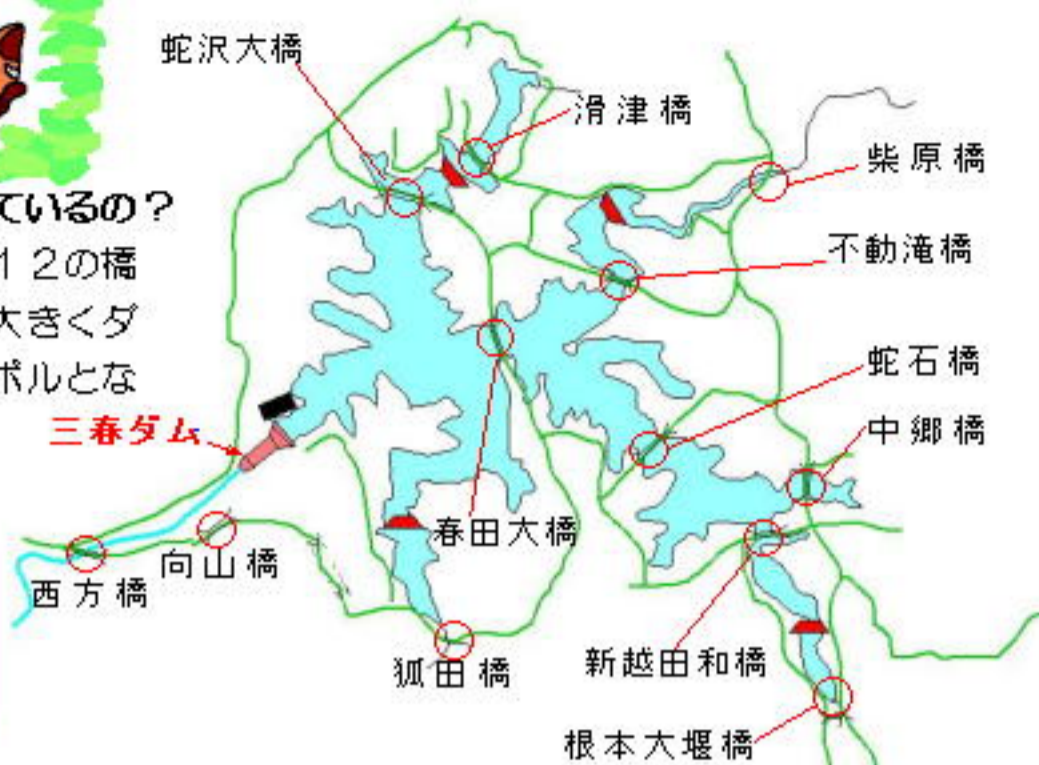 蛇沢大橋
滑津橋
柴原橋
ているの？
１２の橋
大きくダ
ボルとな
不動滝橋
蛇石橋
三春ダム
中郷橋
春田大橋
向山橋
西方橋
狐田橋
新越田和橋
根本大堰橋